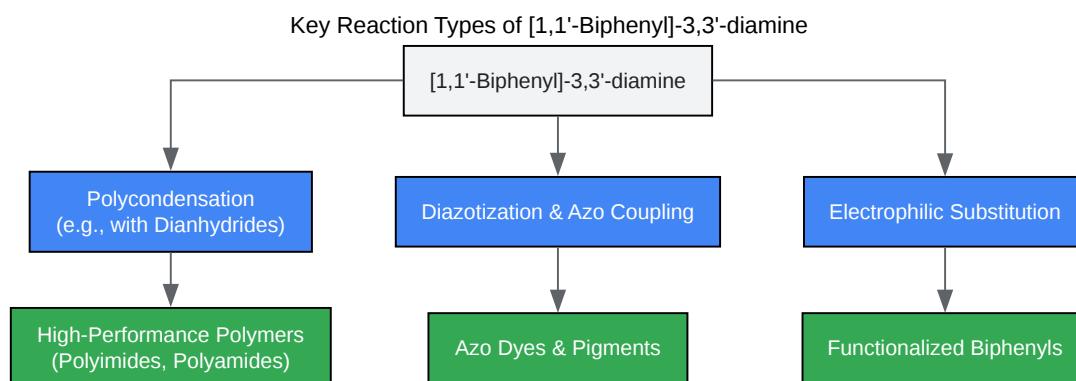 Key Reaction Types of [1,1'-Biphenyl]-3,3'-diamine
[1,1'-Biphenyl]-3,3'-diamine
Polycondensation
(e.g., with Dianhydrides)
Diazotization & Azo Coupling
Electrophilic Substitution
High-Performance Polymers
(Polyimides, Polyamides)
Azo Dyes & Pigments
Functionalized Biphenyls